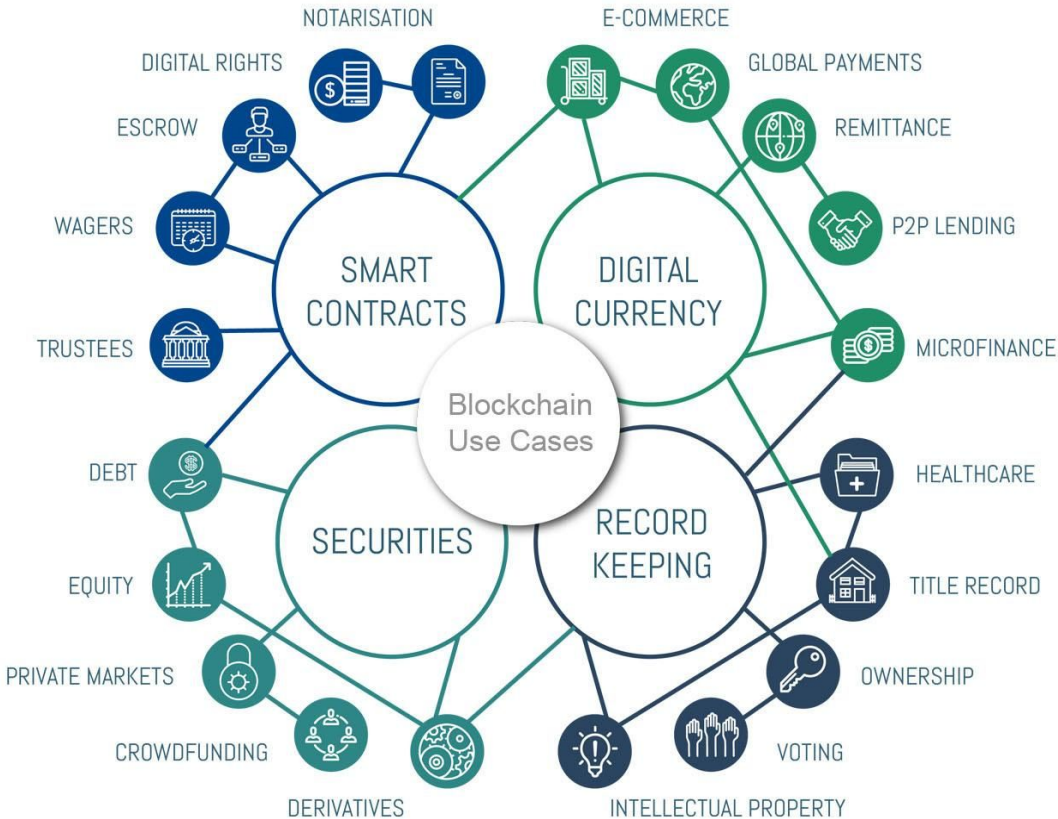 NOTARISATION
E-COMMERCE
DIGITAL RIGHTS
GLOBAL PAYMENTS
ESCROW
REMITTANCE
WAGERS
P2P LENDING
SMART
CONTRACTS
DIGITAL
CURRENCY
TRUSTEES
MICROFINANCE
Blockchain
Use Cases
DEBT
HEALTHCARE
SECURITIES
RECORD
KEEPING
EQUITY
TITLE RECORD
PRIVATE MARKETS
OWNERSHIP
CROWDFUNDING
VOTING
DERIVATIVES
INTELLECTUAL PROPERTY